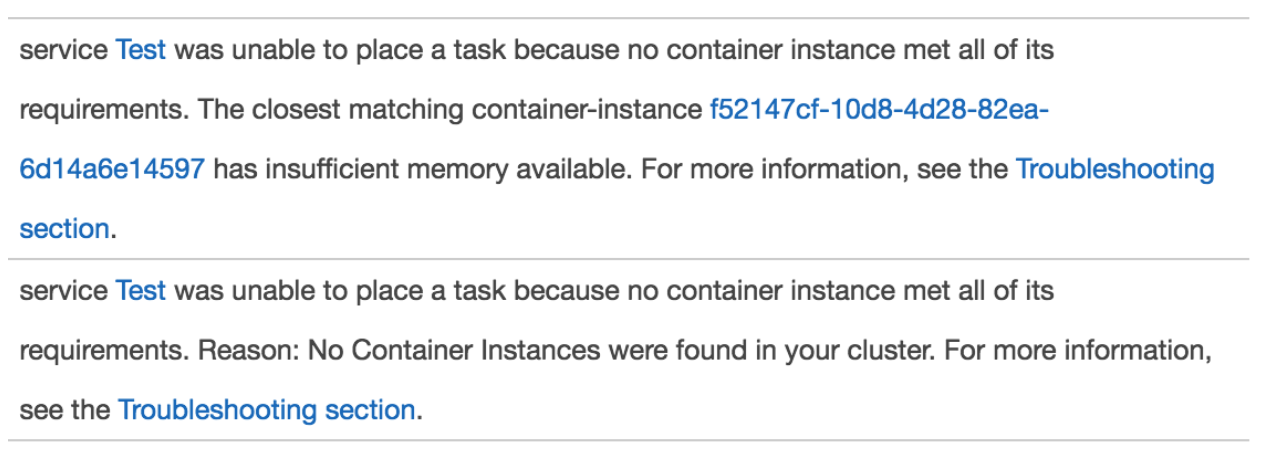 service Test was unable to place a task because no container instance met all of its
requirements. The closest matching container-instance f52147cf-10d8-4d28-82ea-
6d14a6e14597 has insufficient memory available. For more information, see the Troubleshooting
section.
service Test was unable to place a task because no container instance met all of its
requirements. Reason: No Container Instances were found in your cluster. For more information,
see the Troubleshooting section.